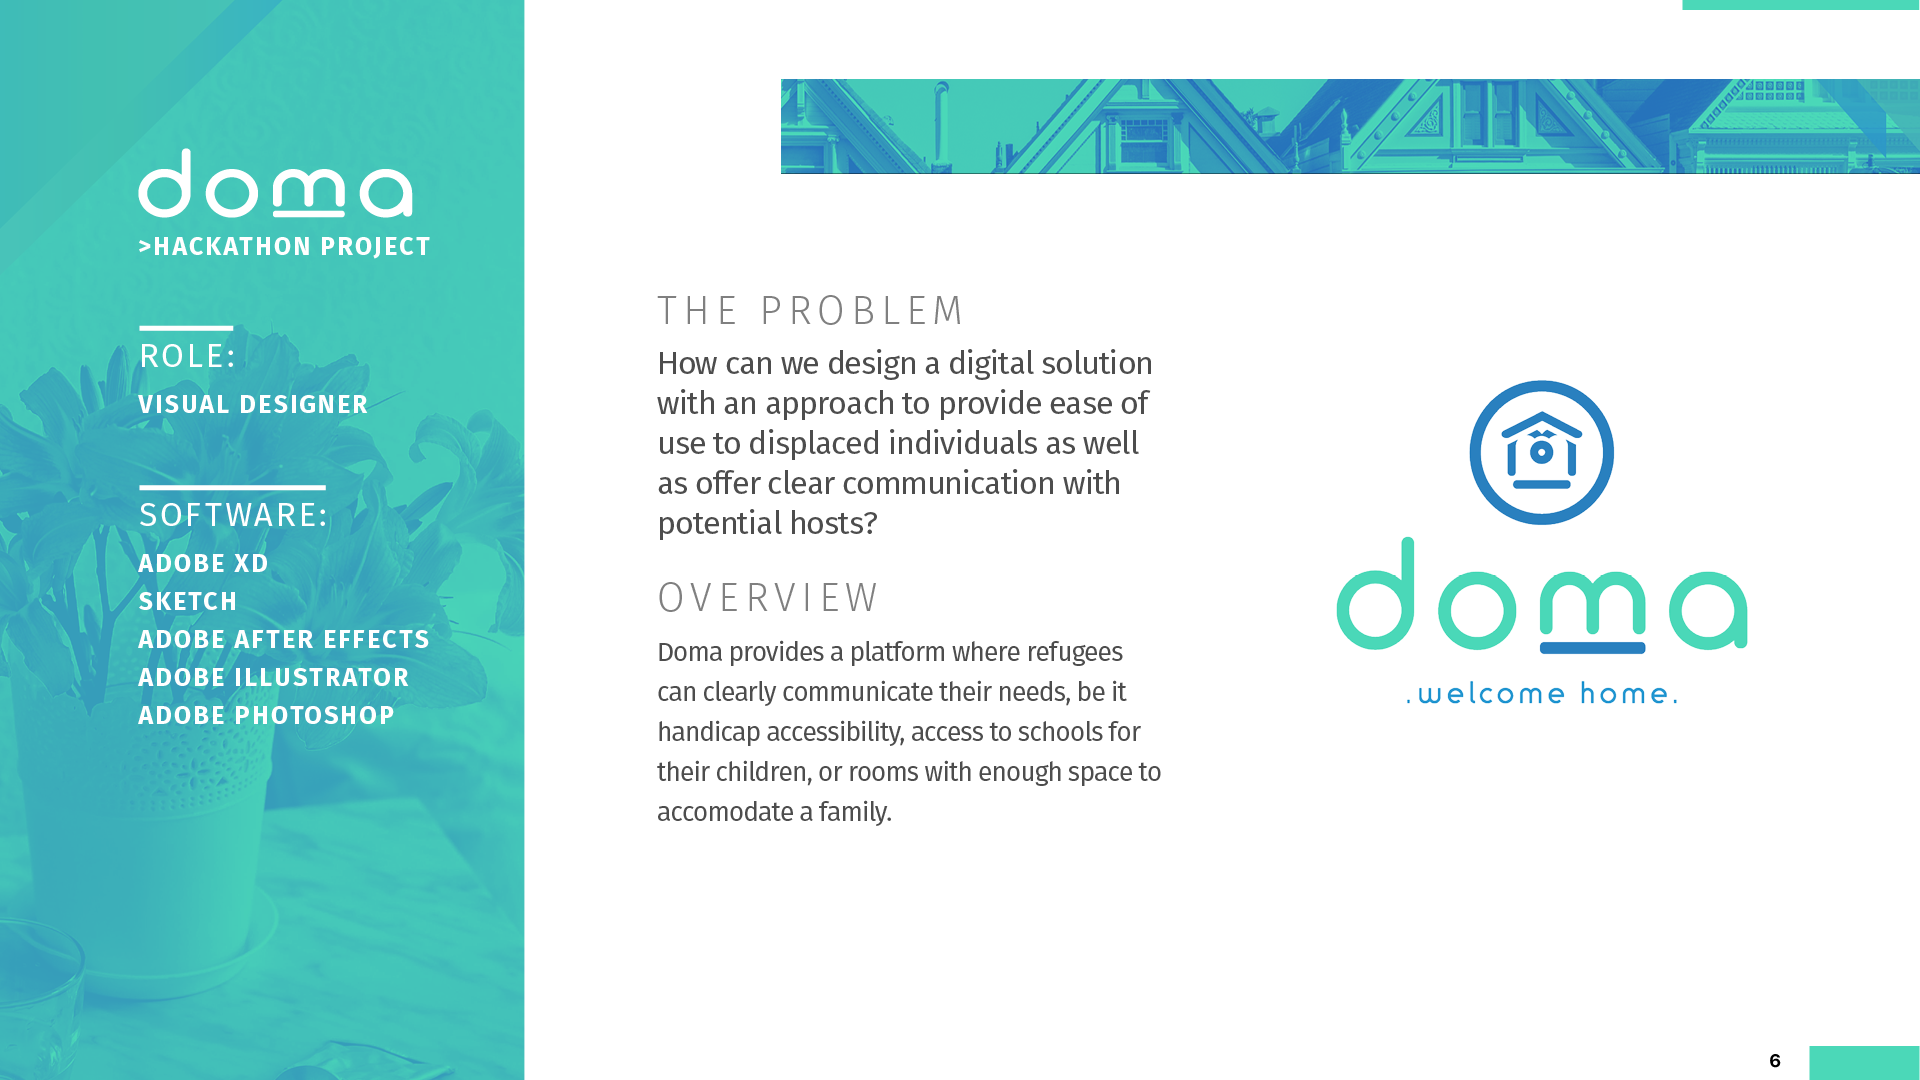 doma
>HACKATHON PROJECT
ROLE:
VISUAL DESIGNER
SOFTWARE:
ADOBE XD
SKETCH
ADOBE AFTER EFFECTS
ADOBE ILLUSTRATOR
ADOBE PHOTOSHOP
THE PROBLEM
How can we design a digital solution
with an approach to provide ease of
use to displaced individuals as well
as offer clear communication with
potential hosts?
OVERVIEW
Doma provides a platform where refugees
can clearly communicate their needs, be it
handicap accessibility, access to schools for
their children, or rooms with enough space to
accomodate a family.
doma
.welcome home.
6